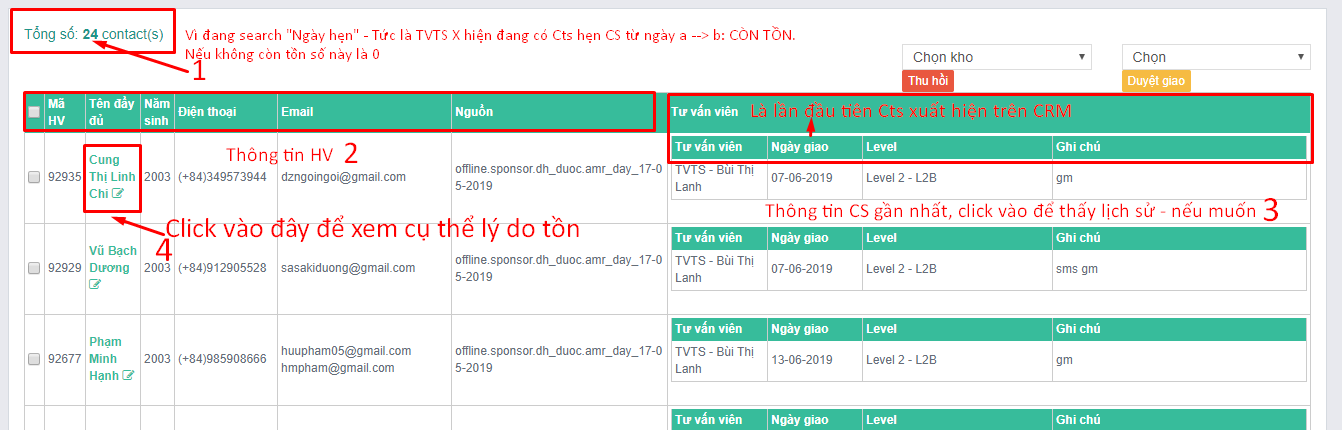 Tổng số: 24 contact(s)
Vì đang search "Ngày hẹn" - Tức là TVTS X hiện đang có Cts hẹn CS từ ngày a --> b: CÒN TỒN.
Nếu không còn tồn số này là 0
1
Chọn kho
Chọn
Thu hồi
Duyệt giao
Mã HV
Tên đầy đủ
Năm sinh
Điện thoại
Email
Nguồn
Tư vấn viên
Là lần đầu tiên Cts xuất hiện trên CRM
Thông tin HV 2
92935
Cung Thị Linh Chi
2003
(+84)349573944
dzngoingoi@gmail.com
offline.sponsor.dh_duoc.amr_day_17-0
5-2019
Tư vấn viên
Ngày giao
Level
Ghi chú
TVTS - Bùi Thị Lanh
07-06-2019
Level 2 - L2B
gm
Thông tin CS gần nhất, click vào để thấy lịch sử - nếu muốn 3
Click vào đây để xem cụ thể lý do tồn
4
92929
Vũ Bạch Dương
2003
(+84)912905528
sasakiduong@gmail.com
offline.sponsor.dh_duoc.amr_day_17-0
5-2019
Tư vấn viên
Ngày giao
Level
Ghi chú
TVTS - Bùi Thị Lanh
07-06-2019
Level 2 - L2B
sms gm
92677
Phạm Minh Hạnh
2003
(+84)985908666
huupham05@gmail.com
hmpham@gmail.com
offline.sponsor.dh_duoc.amr_day_17-0
5-2019
Tư vấn viên
Ngày giao
Level
Ghi chú
TVTS - Bùi Thị Lanh
13-06-2019
Level 2 - L2B
gm
Tư vấn viên
Ngày giao
Level
Ghi chú